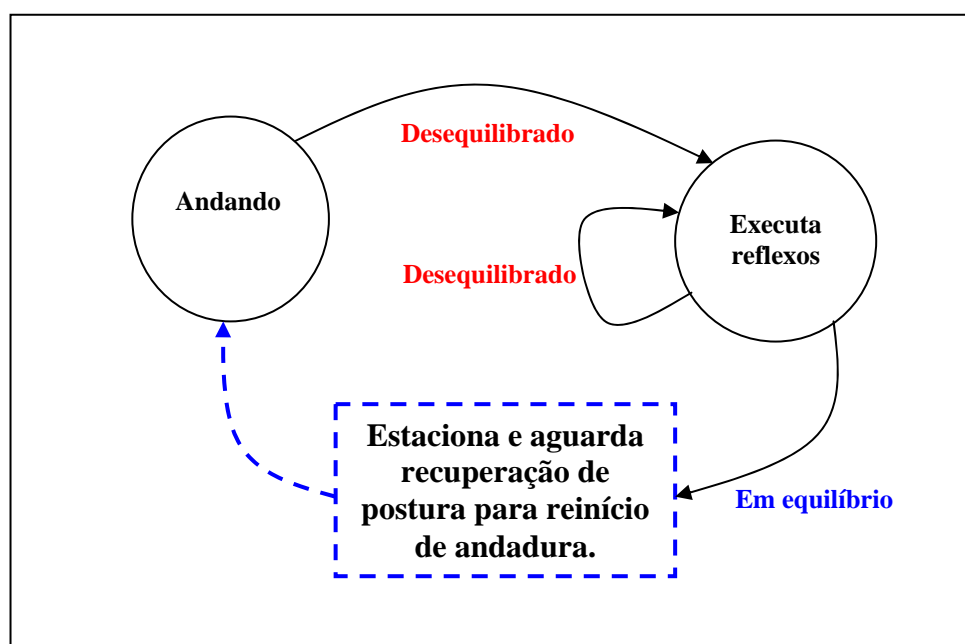 Desequilibrado
Andando
Executa
reflexos
Desequilibrado
Estaciona e aguarda
recuperação de
postura para reinício
de andadura.
Em equilíbrio